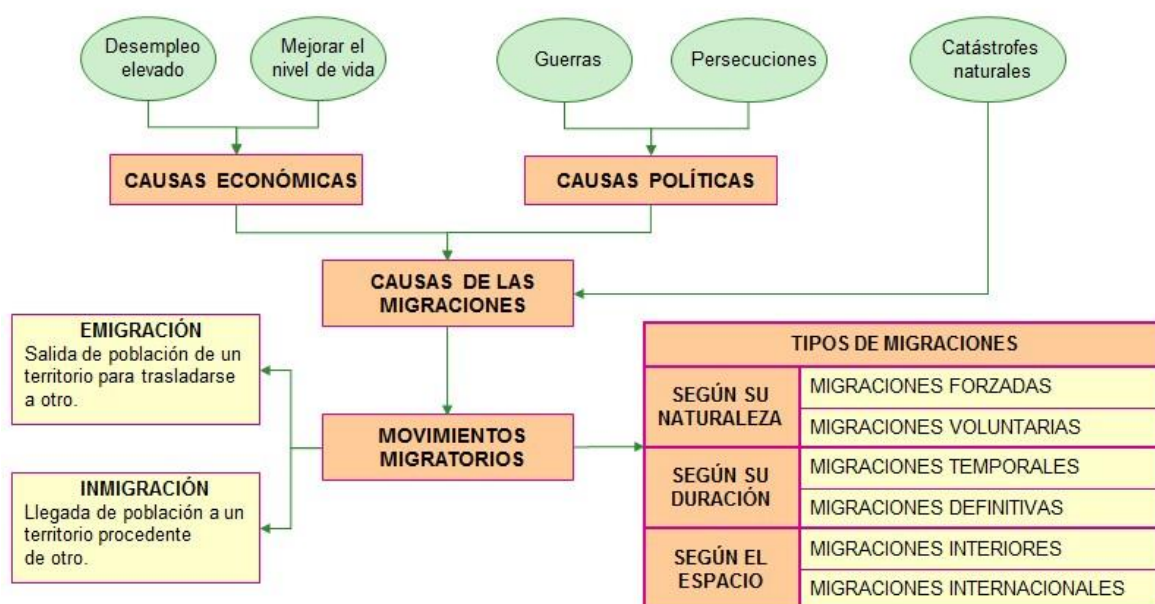 Desempleo
elevado
Mejorar el
nivel de vida
Guerras
Persecuciones
Catástrofes
naturales
CAUSAS ECONÓMICAS
CAUSAS POLÍTICAS
CAUSAS DE LAS
MIGRACIONES
EMIGRACIÓN
Salida de población de un
territorio para trasladarse
a otro.
MOVIMIENTOS
MIGRATORIOS
INMIGRACIÓN
Llegada de población a un
territorio procedente
de otro.
TIPOS DE MIGRACIONES
SEGÚN SU
NATURALEZA
MIGRACIONES FORZADAS
MIGRACIONES VOLUNTARIAS
SEGÚN SU
DURACIÓN
MIGRACIONES TEMPORALES
MIGRACIONES DEFINITIVAS
SEGÚN EL
ESPACIO
MIGRACIONES INTERIORES
MIGRACIONES INTERNACIONALES